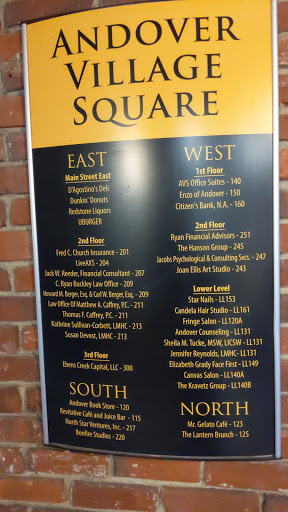 ANDOVER
VILLAGE
SQUARE
EAST
Main Street East
D'Agostino's Deli
Dunkin' Donuts
Redstone Liquors
UBURGER
2nd Floor
Fred C. Church Insurance - 201
LiveAXS - 204
Jack W. Reeder, Financial Consultant - 207
C. Ryan Buckley Law Office - 209
Howard M. Berger, Esq. & Carl W. Berger, Esq. - 209
Law Office Of Matthew A. Caffrey, P.C. - 211
Thomas F. Caffrey, P.C. - 211
Kathrine Sullivan-Corbett, LMHC - 213
Susan Devost, LMHC - 213
3rd Floor
Ebens Creek Capital, LLC - 300
SOUTH
Andover Book Store - 120
Revitalive Café and Juice Bar - 115
North Star Ventures, Inc. - 217
Bonfire Studios - 220
WEST
1st Floor
AVS Office Suites - 140
Enzo of Andover - 150
Citizen's Bank, N.A. - 160
2nd Floor
Ryan Financial Advisors - 251
The Hanson Group - 245
Jacobs Psychological & Consulting Svcs. - 247
Joan Ellis Art Studio - 243
Lower Level
Star Nails - LL153
Candela Hair Studio - LL161
Fringe Salon - LL120A
Andover Counseling - LL131
Sheila M. Tucke, MSW, LICSW - LL131
Jennifer Reynolds, LMHC - LL131
Elizabeth Grady Face First - LL149
Canvas Salon - LL140A
The Kravetz Group - LL140B
NORTH
Mr. Gelato Café - 123
The Lantern Brunch - 125